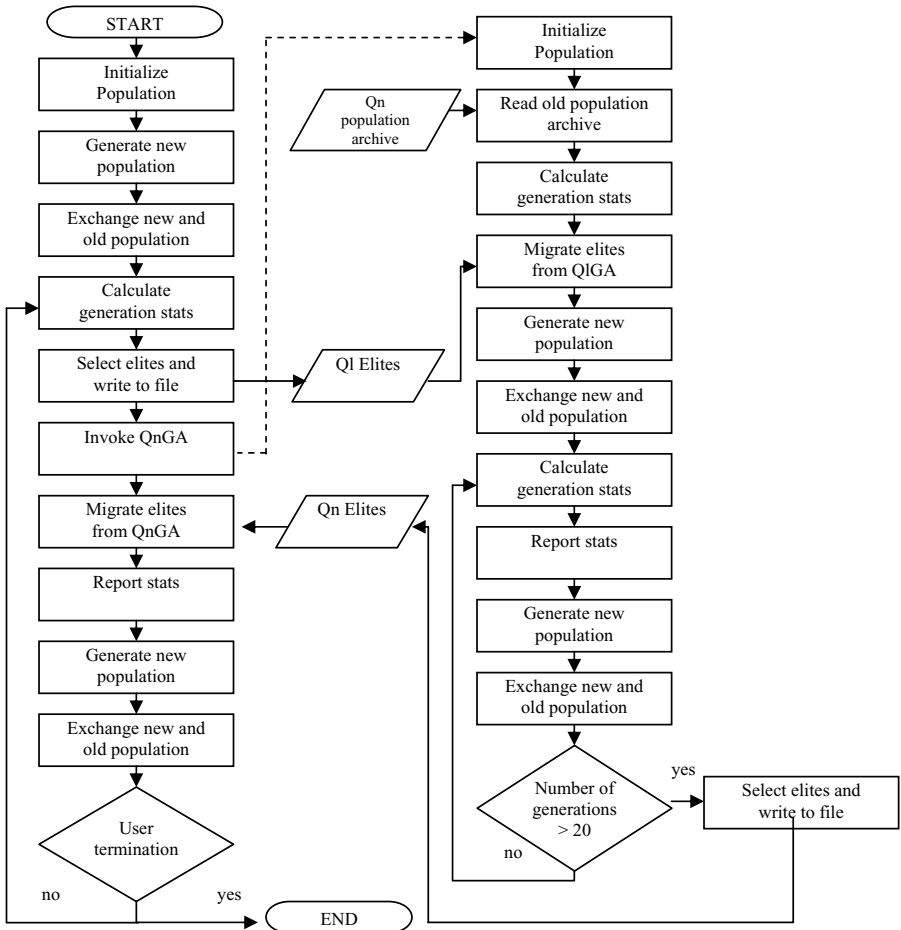 START
Initialize
Population
Generate new
population
Exchange new and
old population
Calculate
generation stats
Select elites and
write to file
Invoke QnGA
Migrate elites
from QnGA
Report stats
Generate new
population
Exchange new and
old population
User
termination
no
yes
END
Ql Elites
Qn Elites
Qn
population
archive
Initialize
Population
Read old population
archive
Calculate
generation stats
Migrate elites
from QlGA
Generate new
population
Exchange new and
old population
Calculate
generation stats
Report stats
Generate new
population
Exchange new and
old population
Number of
generations
> 20
no
yes
Select elites and
write to file